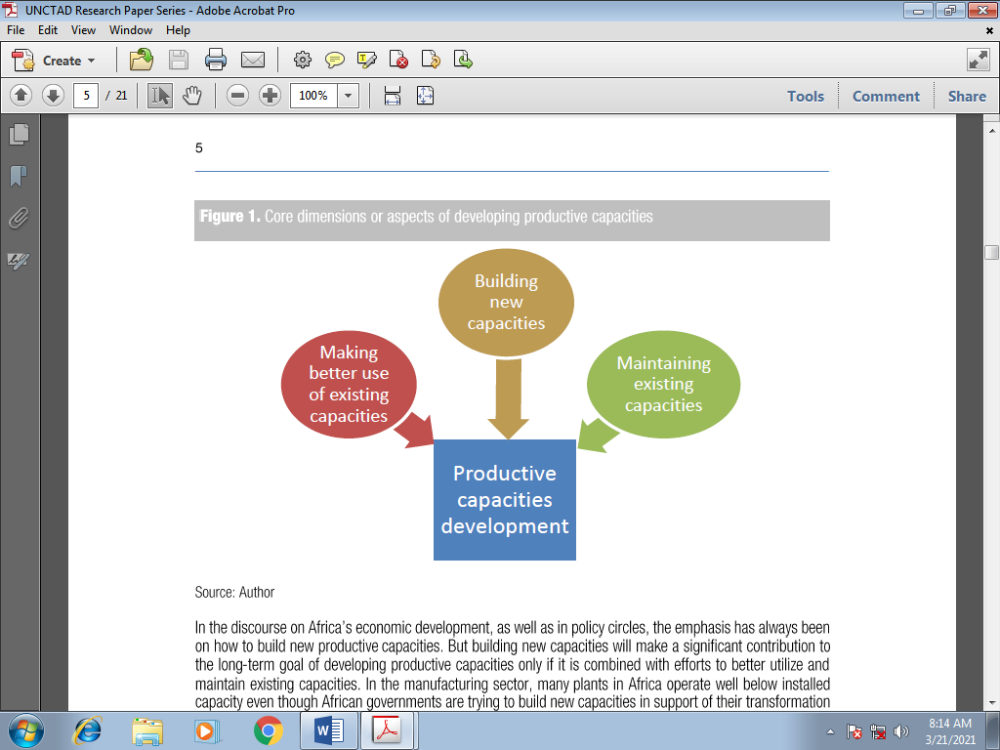 UNCTAD Research Paper Series - Adobe Acrobat Pro
File Edit View Window Help
Create
5 / 21
100%
Tools Comment Share
5
Figure 1. Core dimensions or aspects of developing productive capacities
Building
new
capacities
Making
better use
of existing
capacities
Maintaining
existing
capacities
Productive
capacities
development
Source: Author
In the discourse on Africa’s economic development, as well as in policy circles, the emphasis has always been
on how to build new productive capacities. But building new capacities will make a significant contribution to
the long-term goal of developing productive capacities only if it is combined with efforts to better utilize and
maintain existing capacities. In the manufacturing sector, many plants in Africa operate well below installed
capacity even though African governments are trying to build new capacities in support of their transformation
8:14 AM
3/21/2021